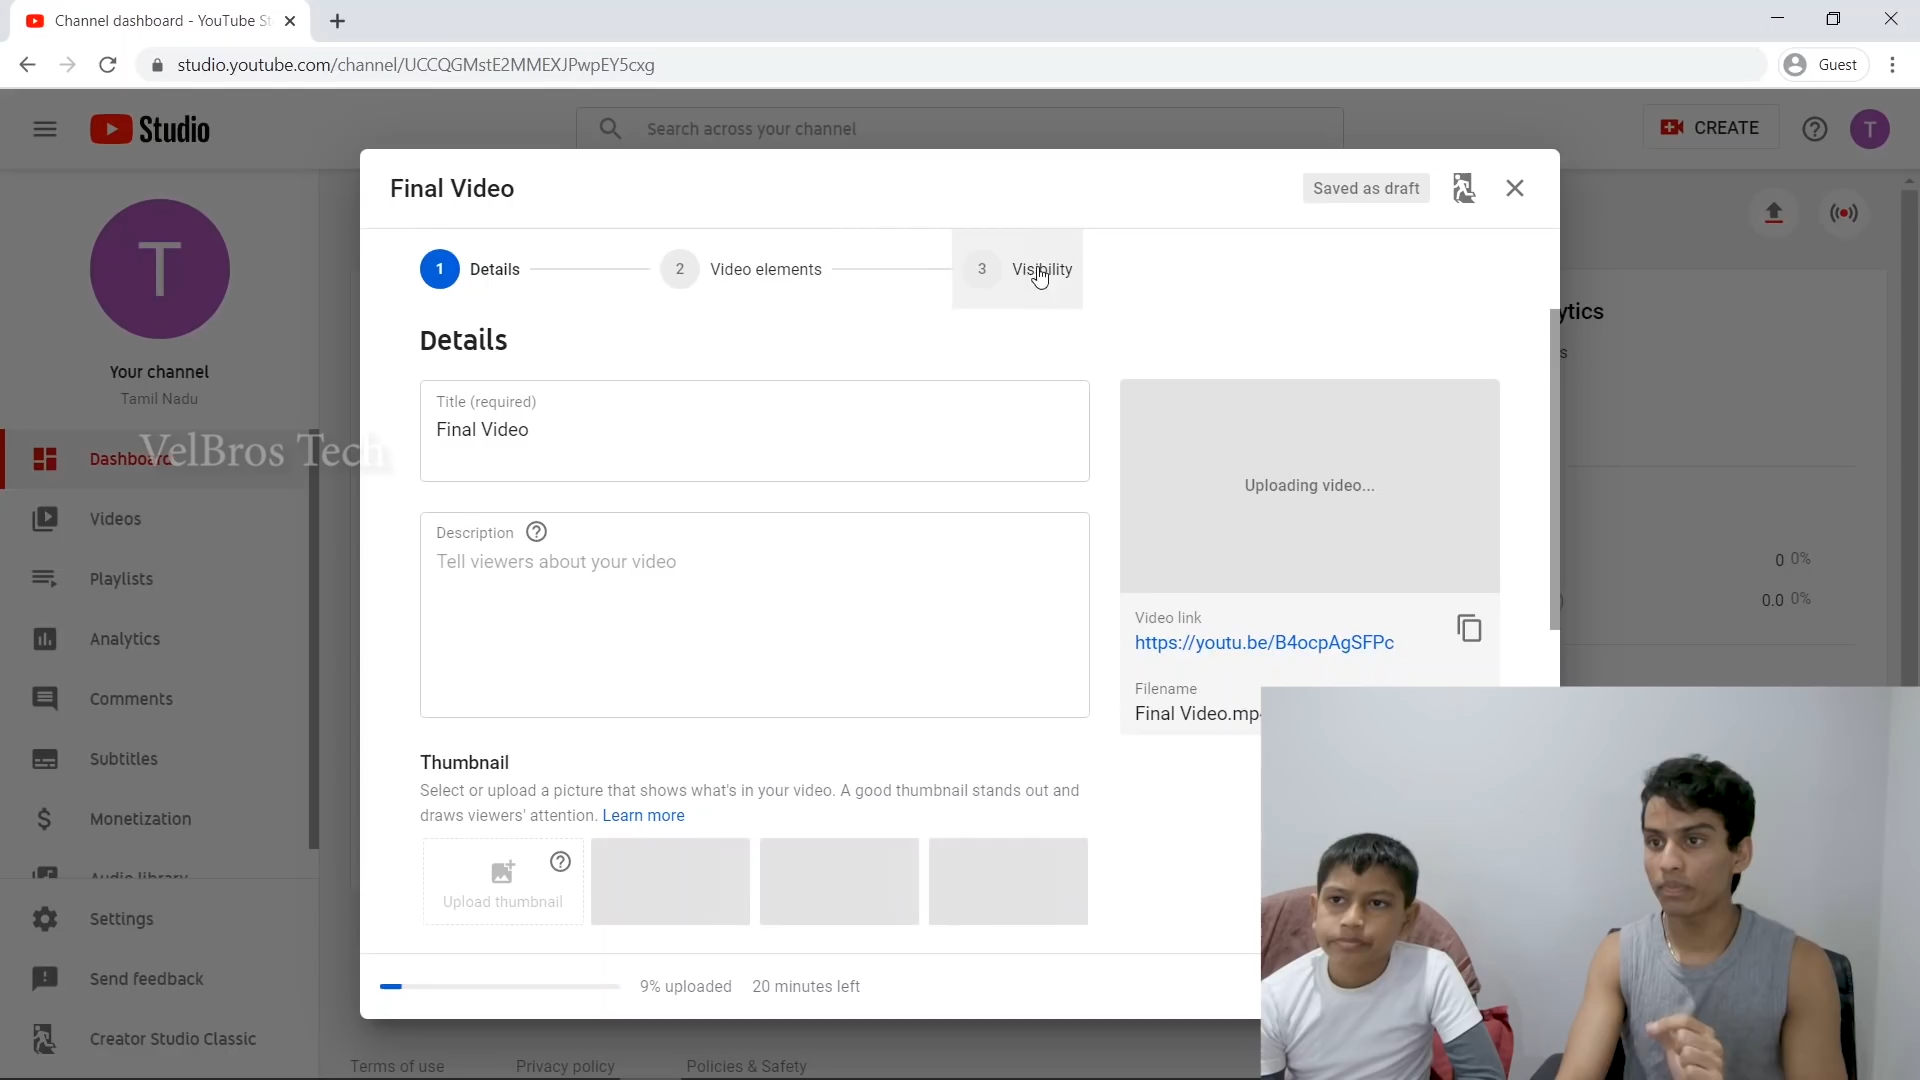 Channel dashboard - YouTube St
studio.youtube.com/channel/UCCQGMstE2MMEXJPwpEY5cxg
Guest
Studio
Search across your channel
CREATE
T
Final Video
Saved as draft
T
1 Details
2 Video elements
3 Visibility
Details
Your channel
Tamil Nadu
Title (required)
Final Video
VelBros Tech
Dashboard
Videos
Playlists
Analytics
Comments
Subtitles
Monetization
Audio library
Settings
Send feedback
Creator Studio Classic
Description
Tell viewers about your video
Uploading video...
Video link
https://youtu.be/B4ocpAgSFPc
Filename
Final Video.mp4
ytics
s
0 0%
0.0 0%
Thumbnail
Select or upload a picture that shows what's in your video. A good thumbnail stands out and
draws viewers' attention. Learn more
Upload thumbnail
9% uploaded 20 minutes left
Terms of use
Privacy policy
Policies & Safety